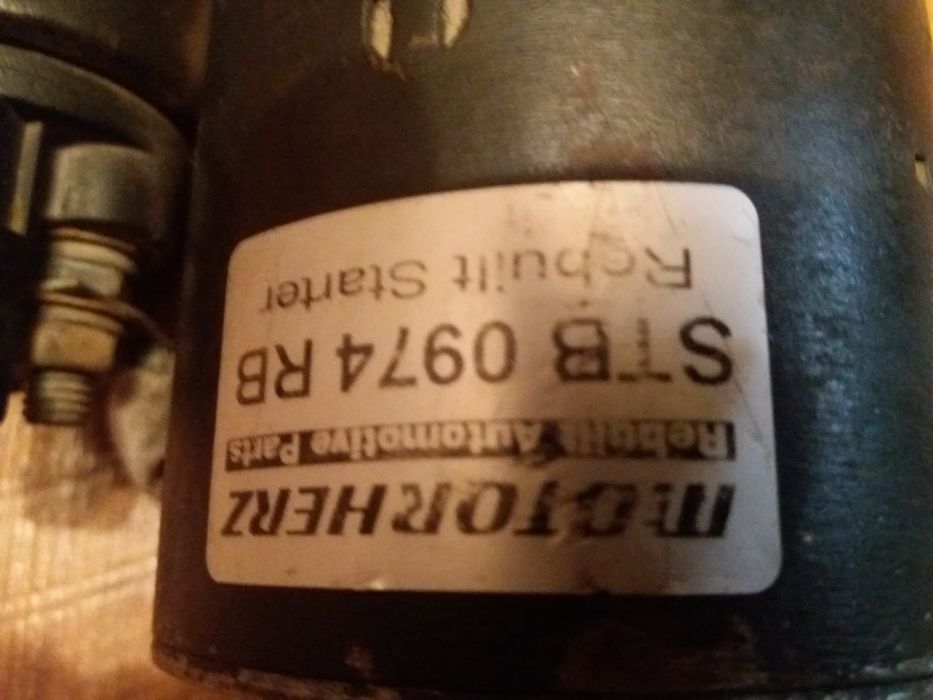 MOTORHERZ
Rebuilt Automotive Parts
STB 0974 RB
Rebuilt Starter